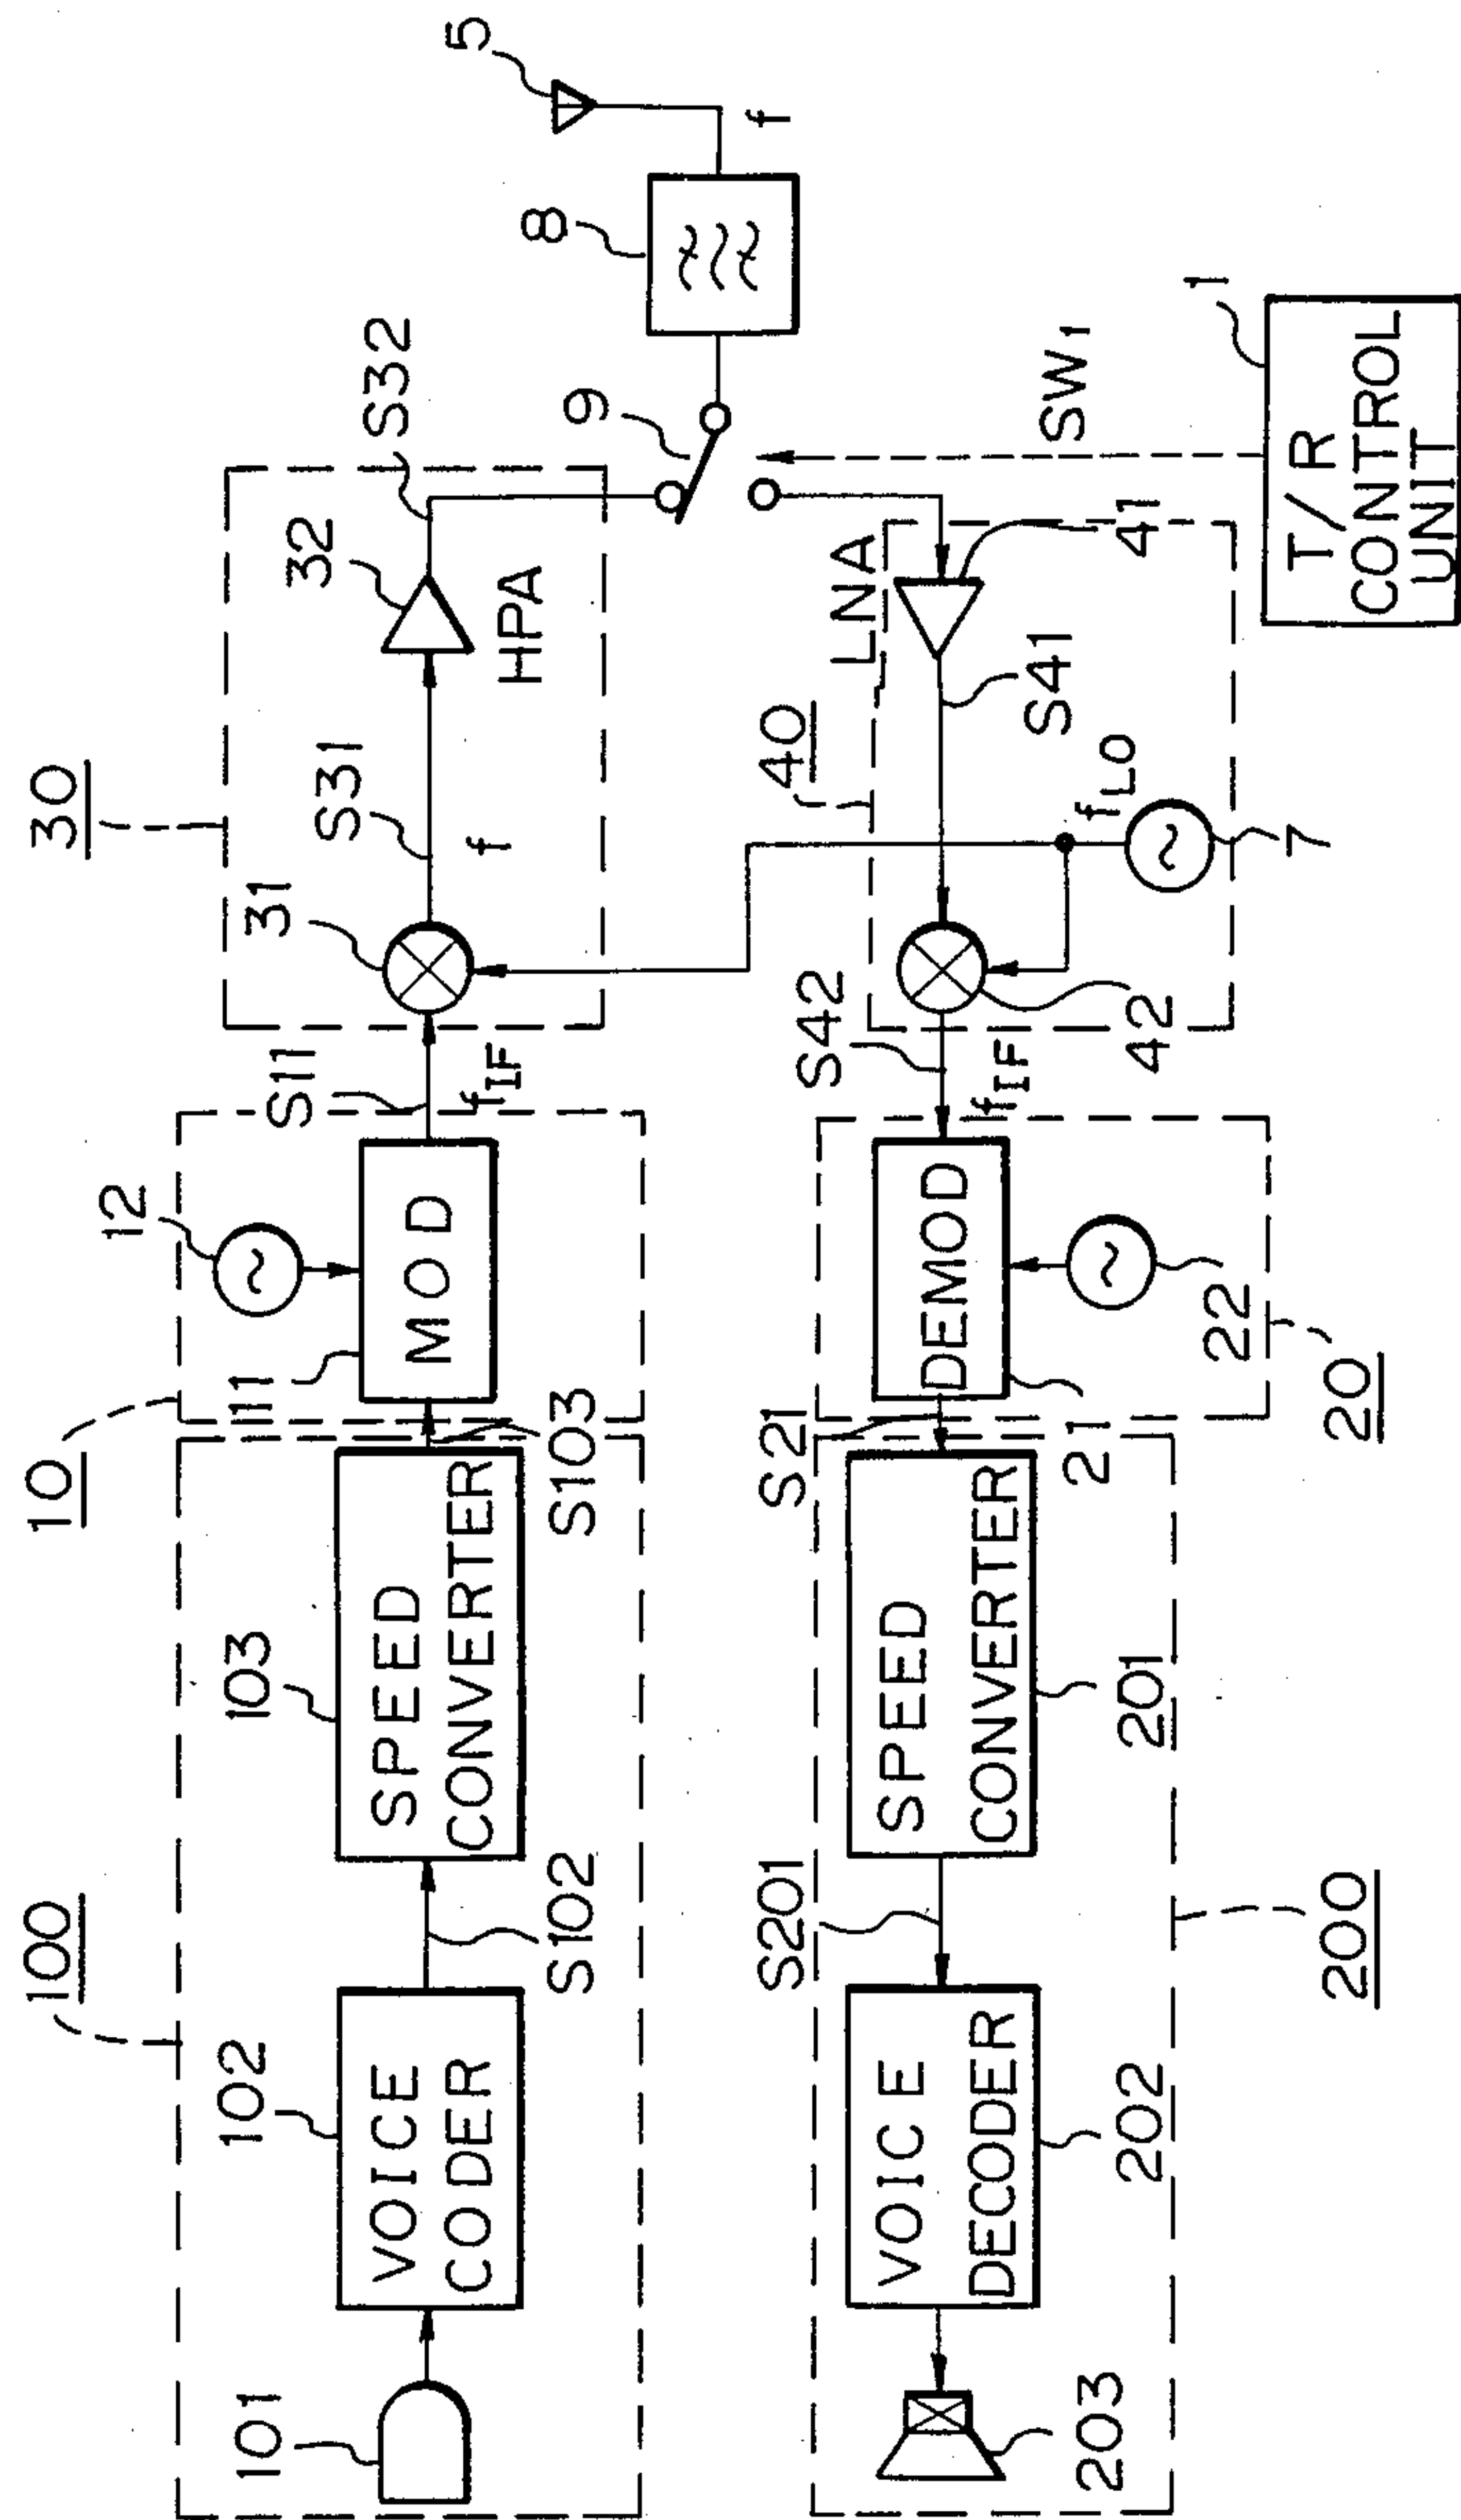 100
10
30
101
102
103
11
12
S11
31
S31
32
S32
VOICE
CODER
SPEED
CONVERTER
MOD
fIF
f
HPA
S102
S103
9
8
5
f
S201
S21
S42
40
LNA
VOICE
DECODER
SPEED
CONVERTER
DEMOD
fIF
S41
fLO
SW1
203
202
201
21
22
42
7
41
1
T/R
CONTROL
UNIT
200
20